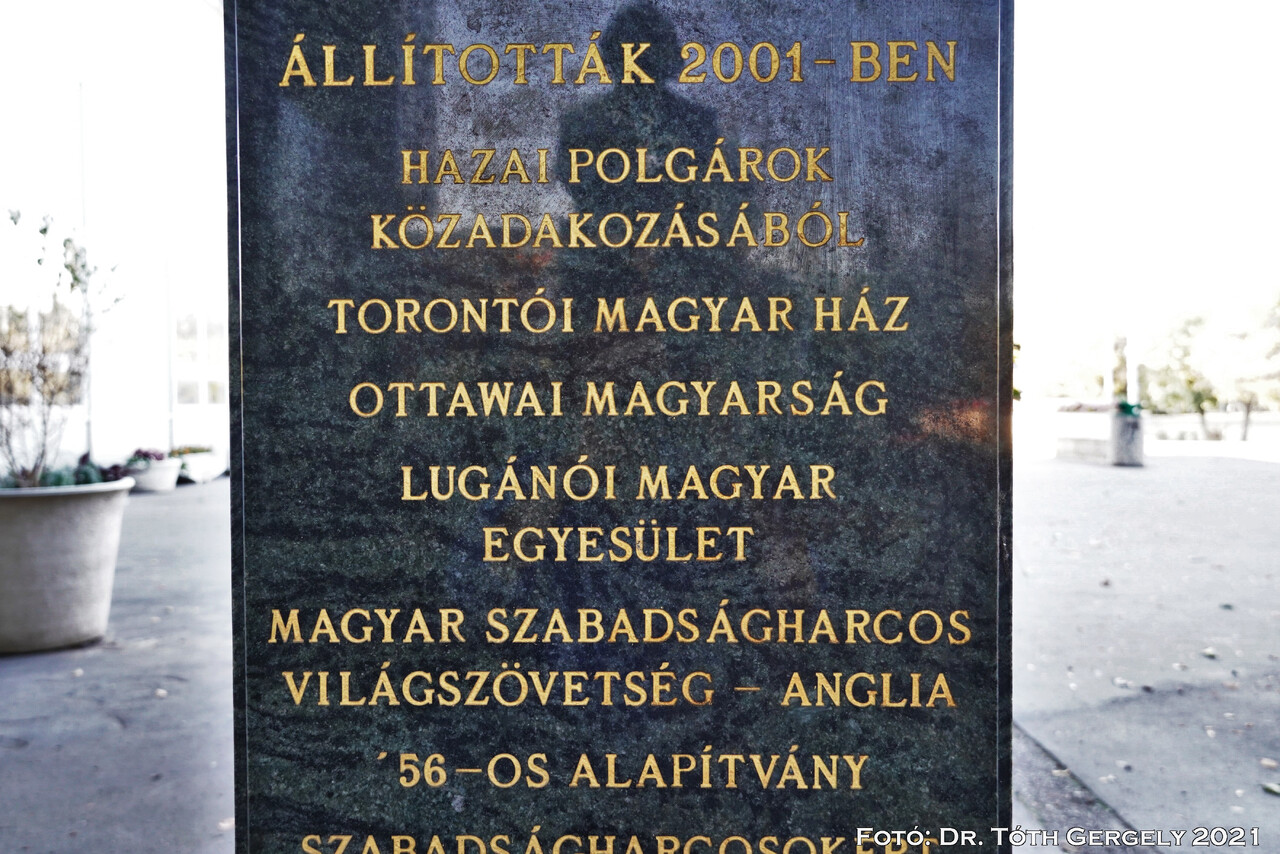 ÁLLÍTOTTÁK 2001-BEN
HAZAI POLGÁROK
KÖZADAKOZÁSÁBÓL
TORONTÓI MAGYAR HÁZ
OTTAWAI MAGYARSÁG
LUGÁNÓI MAGYAR
EGYESÜLET
MAGYAR SZABADSÁGHARCOS
VILÁGSZÖVETSÉG – ANGLIA
´56–OS ALAPÍTVÁNY
SZABADSÁGHARCOSOKÉRT
Fotó: Dr. Tóth Gergely 2021